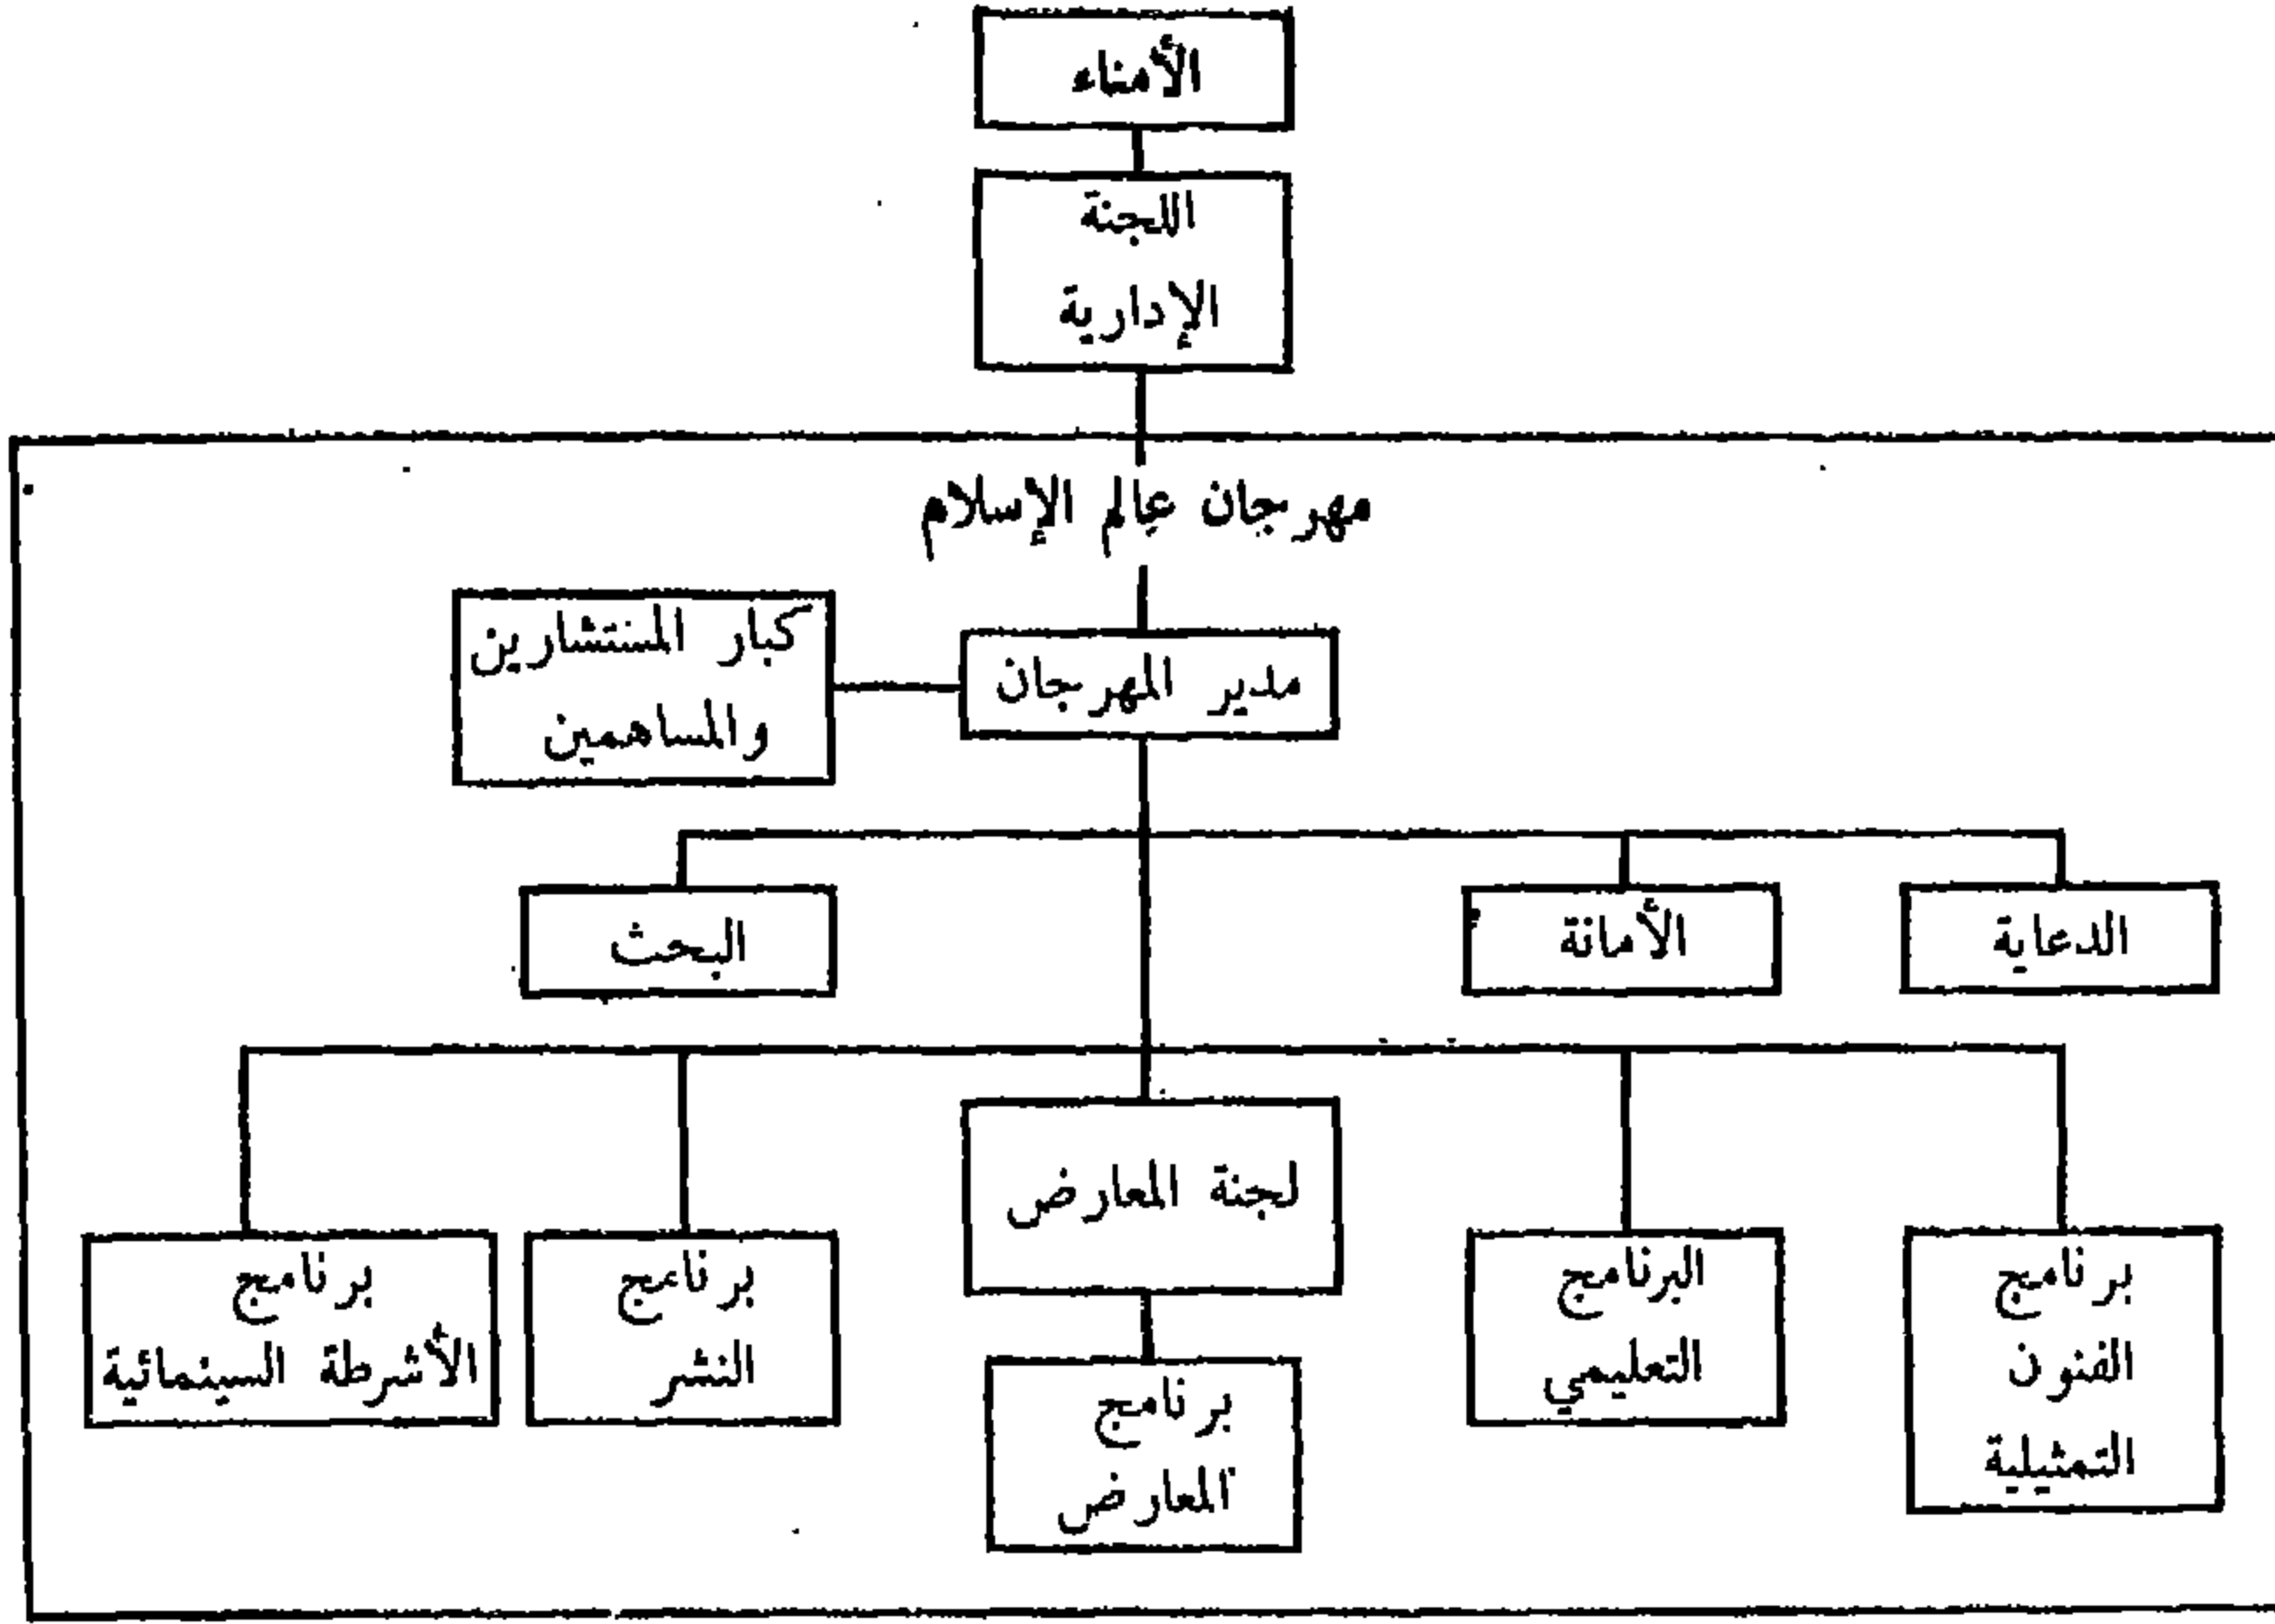 الأمناء
اللجنة
الإدارية
مهرجان عالم الإسلام
مدير المهرجان
كبار المستشارين
والمساهمين
الدعاية
الأمانة
البحث
لجنة المعارض
برنامج
الفنون
التمثيلية
البرنامج
التعليمي
برنامج
المعارض
برنامج
النشر
برنامج
الأشرطة السينمائية